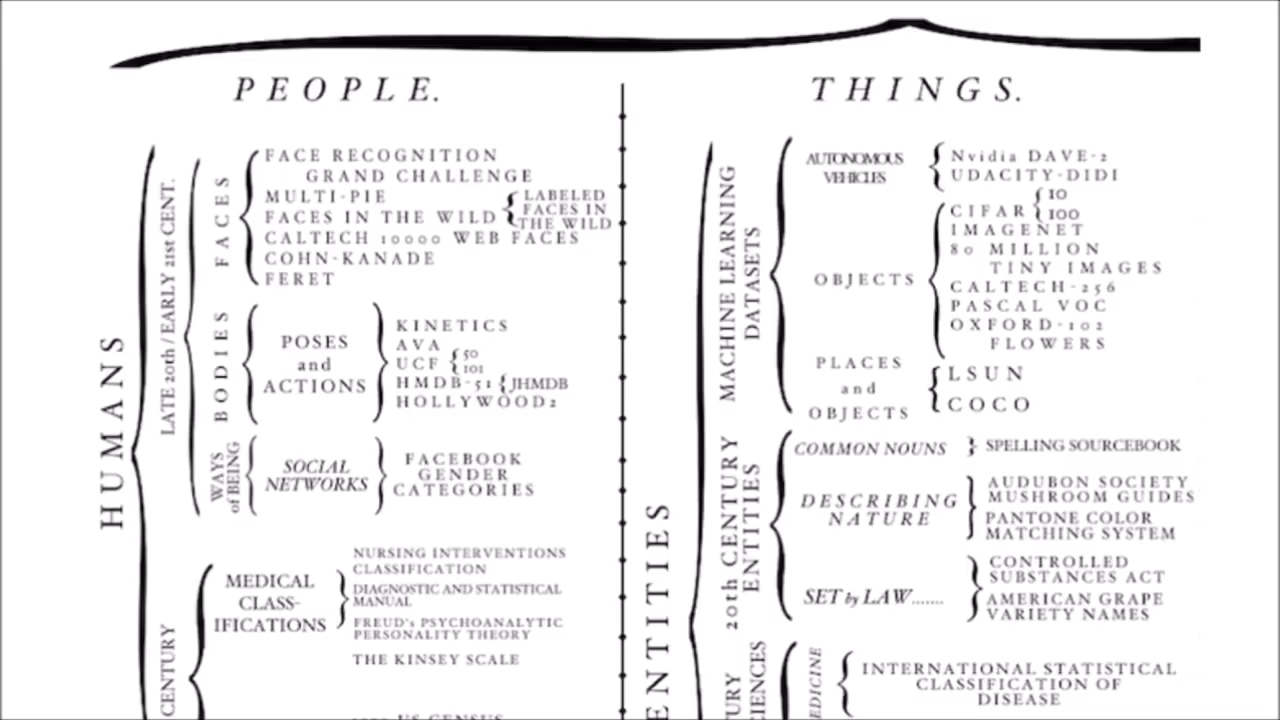 PEOPLE.
HUMANS
LATE 20th / EARLY 21st CENT.
FACES
FACE RECOGNITION
GRAND CHALLENGE
MULTI-PIE
FACES IN THE WILD
LABELED
FACES IN
THE WILD
CALTECH 10000 WEB FACES
COHN-KANADE
FERET
BODIES
POSES
and
ACTIONS
KINETICS
AVA
UCF
50
101
HMDB-51
JHMDB
HOLLYWOOD2
WAYS
of BEING
SOCIAL
NETWORKS
FACEBOOK
GENDER
CATEGORIES
CENTURY
MEDICAL
CLASS-
IFICATIONS
NURSING INTERVENTIONS
CLASSIFICATION
DIAGNOSTIC AND STATISTICAL
MANUAL
FREUD's PSYCHOANALYTIC
PERSONALITY THEORY
THE KINSEY SCALE
US CENSUS
THINGS.
ENTITIES
MACHINE LEARNING
DATASETS
AUTONOMOUS
VEHICLES
Nvidia DAVE-2
UDACITY-DIDI
OBJECTS
CIFAR
10
100
IMAGENET
80 MILLION
TINY IMAGES
CALTECH-256
PASCAL VOC
OXFORD-102
FLOWERS
PLACES
and
OBJECTS
LSUN
COCO
20th CENTURY
ENTITIES
COMMON NOUNS
SPELLING SOURCEBOOK
DESCRIBING
NATURE
AUDUBON SOCIETY
MUSHROOM GUIDES
PANTONE COLOR
MATCHING SYSTEM
SET by LAW.......
CONTROLLED
SUBSTANCES ACT
AMERICAN GRAPE
VARIETY NAMES
INTERNATIONAL STATISTICAL
CLASSIFICATION OF
DISEASE